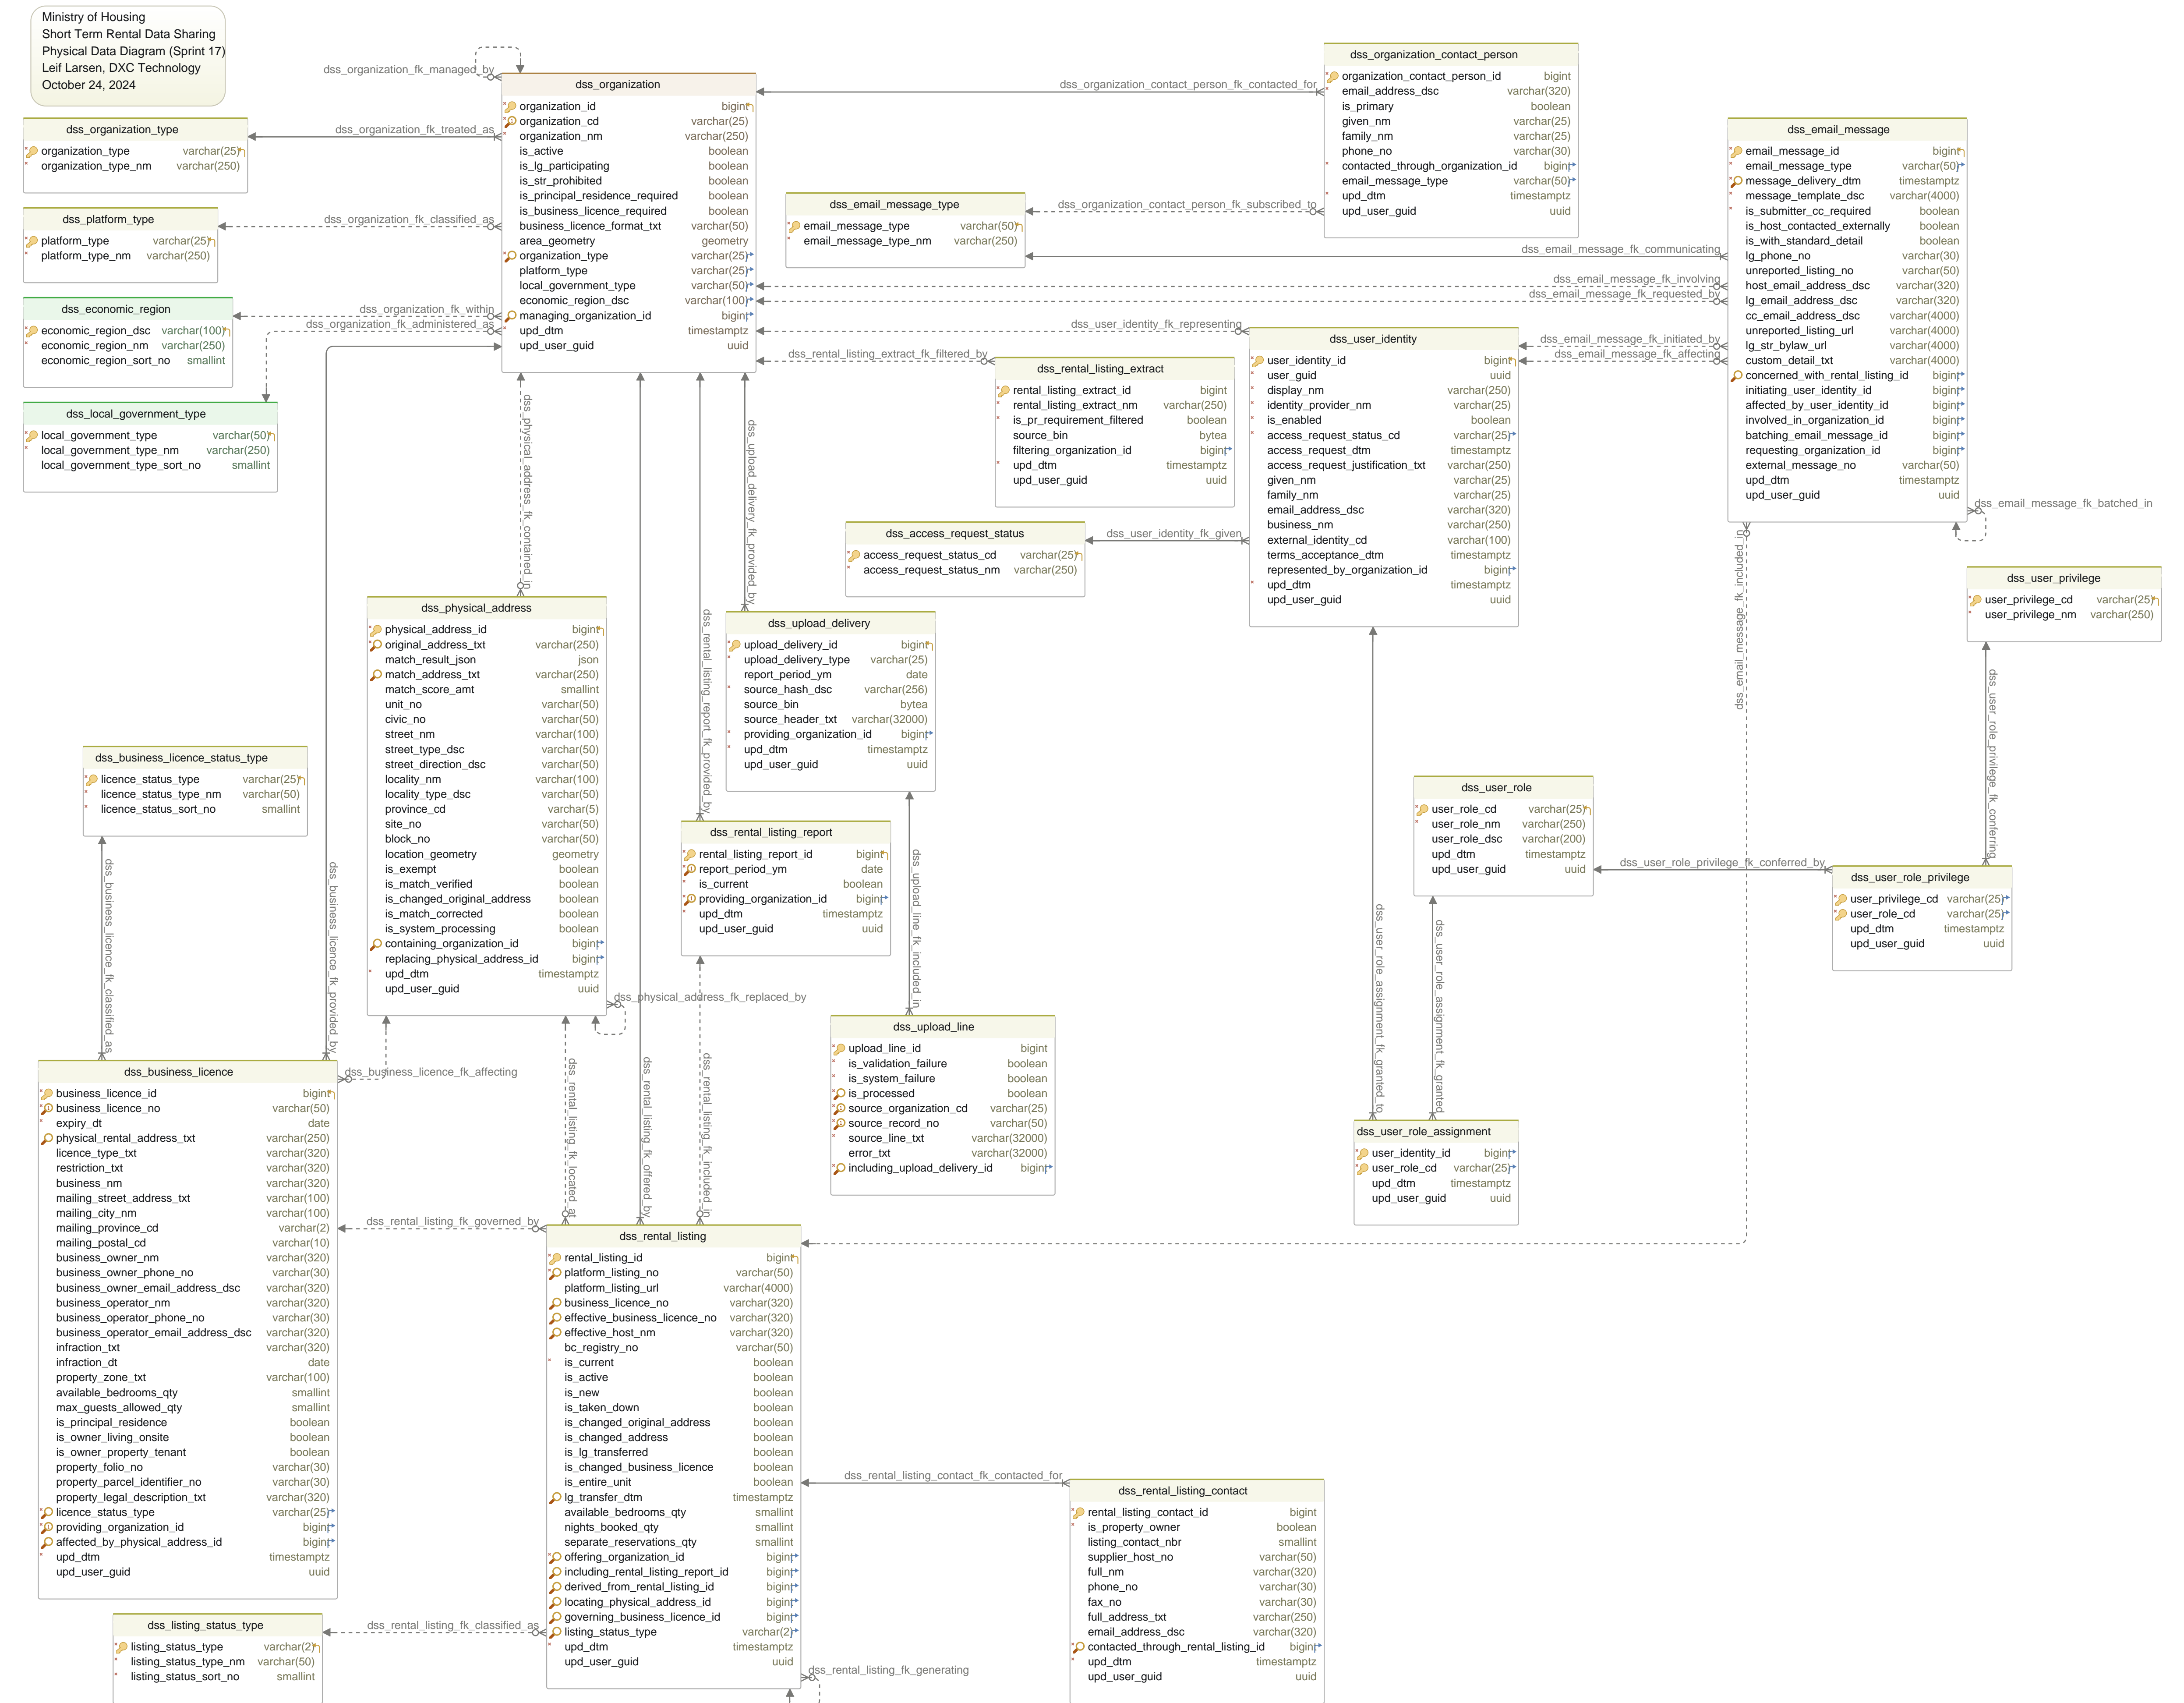 Ministry of Housing
Short Term Rental Data Sharing
Physical Data Diagram (Sprint 17)
Leif Larsen, DXC Technology
October 24, 2024
dss_organization_fk_managed_by
dss_organization
organization_id bigint
organization_cd varchar(25)
organization_nm varchar(250)
is_active boolean
is_lg_participating boolean
is_str_prohibited boolean
is_principal_residence_required boolean
is_business_licence_required boolean
business_licence_format_txt varchar(50)
area_geometry geometry
organization_type varchar(25)
platform_type varchar(25)
local_government_type varchar(50)
economic_region_dsc varchar(100)
managing_organization_id bigint
upd_dtm timestamptz
upd_user_guid uuid
dss_organization_contact_person_fk_contacted_for
dss_organization_contact_person
organization_contact_person_id bigint
email_address_dsc varchar(320)
is_primary boolean
given_nm varchar(25)
family_nm varchar(25)
phone_no varchar(30)
contacted_through_organization_id bigint
email_message_type varchar(50)
upd_dtm timestamptz
upd_user_guid uuid
dss_organization_type
organization_type varchar(25)
organization_type_nm varchar(250)
dss_organization_fk_treated_as
dss_platform_type
platform_type varchar(25)
platform_type_nm varchar(250)
dss_organization_fk_classified_as
dss_economic_region
economic_region_dsc varchar(100)
economic_region_nm varchar(250)
economic_region_sort_no smallint
dss_organization_fk_within
dss_organization_fk_administered_as
dss_local_government_type
local_government_type varchar(50)
local_government_type_nm varchar(250)
local_government_type_sort_no smallint
dss_email_message_type
email_message_type varchar(50)
email_message_type_nm varchar(250)
dss_organization_contact_person_fk_subscribed_to
dss_email_message_fk_communicating
dss_email_message_fk_involving
dss_email_message_fk_requested_by
dss_email_message
email_message_id bigint
email_message_type varchar(50)
message_delivery_dtm timestamptz
message_template_dsc varchar(4000)
is_submitter_cc_required boolean
is_host_contacted_externally boolean
is_with_standard_detail boolean
lg_phone_no varchar(30)
unreported_listing_no varchar(50)
host_email_address_dsc varchar(320)
lg_email_address_dsc varchar(320)
cc_email_address_dsc varchar(4000)
unreported_listing_url varchar(4000)
lg_str_bylaw_url varchar(4000)
custom_detail_txt varchar(4000)
concerned_with_rental_listing_id bigint
initiating_user_identity_id bigint
affected_by_user_identity_id bigint
involved_in_organization_id bigint
batching_email_message_id bigint
requesting_organization_id bigint
external_message_no varchar(50)
upd_dtm timestamptz
upd_user_guid uuid
dss_email_message_fk_batched_in
dss_user_identity_fk_representing
dss_rental_listing_extract_fk_filtered_by
dss_email_message_fk_initiated_by
dss_email_message_fk_affecting
dss_rental_listing_extract
rental_listing_extract_id bigint
rental_listing_extract_nm varchar(250)
is_pr_requirement_filtered boolean
source_bin bytea
filtering_organization_id bigint
upd_dtm timestamptz
upd_user_guid uuid
dss_user_identity
user_identity_id bigint
user_guid uuid
display_nm varchar(250)
identity_provider_nm varchar(25)
is_enabled boolean
access_request_status_cd varchar(25)
access_request_dtm timestamptz
access_request_justification_txt varchar(250)
given_nm varchar(25)
family_nm varchar(25)
email_address_dsc varchar(320)
business_nm varchar(250)
external_identity_cd varchar(100)
terms_acceptance_dtm timestamptz
represented_by_organization_id bigint
upd_dtm timestamptz
upd_user_guid uuid
dss_access_request_status
access_request_status_cd varchar(25)
access_request_status_nm varchar(250)
dss_user_identity_fk_given
dss_physical_address_fk_contained_in
dss_upload_delivery_fk_provided_by
dss_rental_listing_report_fk_provided_by
dss_email_message_fk_included_in
dss_user_privilege
user_privilege_cd varchar(25)
user_privilege_nm varchar(250)
dss_user_role_privilege_fk_conferring
dss_physical_address
physical_address_id bigint
original_address_txt varchar(250)
match_result_json json
match_address_txt varchar(250)
match_score_amt smallint
unit_no varchar(50)
civic_no varchar(50)
street_nm varchar(100)
street_type_dsc varchar(50)
street_direction_dsc varchar(50)
locality_nm varchar(100)
locality_type_dsc varchar(50)
province_cd varchar(5)
site_no varchar(50)
block_no varchar(50)
location_geometry geometry
is_exempt boolean
is_match_verified boolean
is_changed_original_address boolean
is_match_corrected boolean
is_system_processing boolean
containing_organization_id bigint
replacing_physical_address_id bigint
upd_dtm timestamptz
upd_user_guid uuid
dss_physical_address_fk_replaced_by
dss_upload_delivery
upload_delivery_id bigint
upload_delivery_type varchar(25)
report_period_ym date
source_hash_dsc varchar(256)
source_bin bytea
source_header_txt varchar(32000)
providing_organization_id bigint
upd_dtm timestamptz
upd_user_guid uuid
dss_business_licence_status_type
licence_status_type varchar(25)
licence_status_type_nm varchar(50)
licence_status_sort_no smallint
dss_business_licence_fk_classified_as
dss_business_licence_fk_provided_by
dss_rental_listing_report
rental_listing_report_id bigint
report_period_ym date
is_current boolean
providing_organization_id bigint
upd_dtm timestamptz
upd_user_guid uuid
dss_upload_line_fk_included_in
dss_user_role
user_role_cd varchar(25)
user_role_nm varchar(250)
user_role_dsc varchar(200)
upd_dtm timestamptz
upd_user_guid uuid
dss_user_role_privilege_fk_conferred_by
dss_user_role_privilege
user_privilege_cd varchar(25)
user_role_cd varchar(25)
upd_dtm timestamptz
upd_user_guid uuid
dss_user_role_assignment_fk_granted_to
dss_user_role_assignment_fk_granted
dss_upload_line
upload_line_id bigint
is_validation_failure boolean
is_system_failure boolean
is_processed boolean
source_organization_cd varchar(25)
source_record_no varchar(50)
source_line_txt varchar(32000)
error_txt varchar(32000)
including_upload_delivery_id bigint
dss_user_role_assignment
user_identity_id bigint
user_role_cd varchar(25)
upd_dtm timestamptz
upd_user_guid uuid
dss_business_licence
business_licence_id bigint
business_licence_no varchar(50)
expiry_dt date
physical_rental_address_txt varchar(250)
licence_type_txt varchar(320)
restriction_txt varchar(320)
business_nm varchar(320)
mailing_street_address_txt varchar(100)
mailing_city_nm varchar(100)
mailing_province_cd varchar(2)
mailing_postal_cd varchar(10)
business_owner_nm varchar(320)
business_owner_phone_no varchar(30)
business_owner_email_address_dsc varchar(320)
business_operator_nm varchar(320)
business_operator_phone_no varchar(30)
business_operator_email_address_dsc varchar(320)
infraction_txt varchar(320)
infraction_dt date
property_zone_txt varchar(100)
available_bedrooms_qty smallint
max_guests_allowed_qty smallint
is_principal_residence boolean
is_owner_living_onsite boolean
is_owner_property_tenant boolean
property_folio_no varchar(30)
property_parcel_identifier_no varchar(30)
property_legal_description_txt varchar(320)
licence_status_type varchar(25)
providing_organization_id bigint
affected_by_physical_address_id bigint
upd_dtm timestamptz
upd_user_guid uuid
dss_business_licence_fk_affecting
dss_rental_listing_fk_located_at
dss_rental_listing_fk_offered_by
dss_rental_listing_fk_included_in
dss_rental_listing_fk_governed_by
dss_rental_listing
rental_listing_id bigint
platform_listing_no varchar(50)
platform_listing_url varchar(4000)
business_licence_no varchar(320)
effective_business_licence_no varchar(320)
effective_host_nm varchar(320)
bc_registry_no varchar(50)
is_current boolean
is_active boolean
is_new boolean
is_taken_down boolean
is_changed_original_address boolean
is_changed_address boolean
is_lg_transferred boolean
is_changed_business_licence boolean
is_entire_unit boolean
lg_transfer_dtm timestamptz
available_bedrooms_qty smallint
nights_booked_qty smallint
separate_reservations_qty smallint
offering_organization_id bigint
including_rental_listing_report_id bigint
derived_from_rental_listing_id bigint
locating_physical_address_id bigint
governing_business_licence_id bigint
listing_status_type varchar(2)
upd_dtm timestamptz
upd_user_guid uuid
dss_rental_listing_fk_generating
dss_rental_listing_contact_fk_contacted_for
dss_rental_listing_contact
rental_listing_contact_id bigint
is_property_owner boolean
listing_contact_nbr smallint
supplier_host_no varchar(50)
full_nm varchar(320)
phone_no varchar(30)
fax_no varchar(30)
full_address_txt varchar(250)
email_address_dsc varchar(320)
contacted_through_rental_listing_id bigint
upd_dtm timestamptz
upd_user_guid uuid
dss_listing_status_type
listing_status_type varchar(2)
listing_status_type_nm varchar(50)
listing_status_sort_no smallint
dss_rental_listing_fk_classified_as